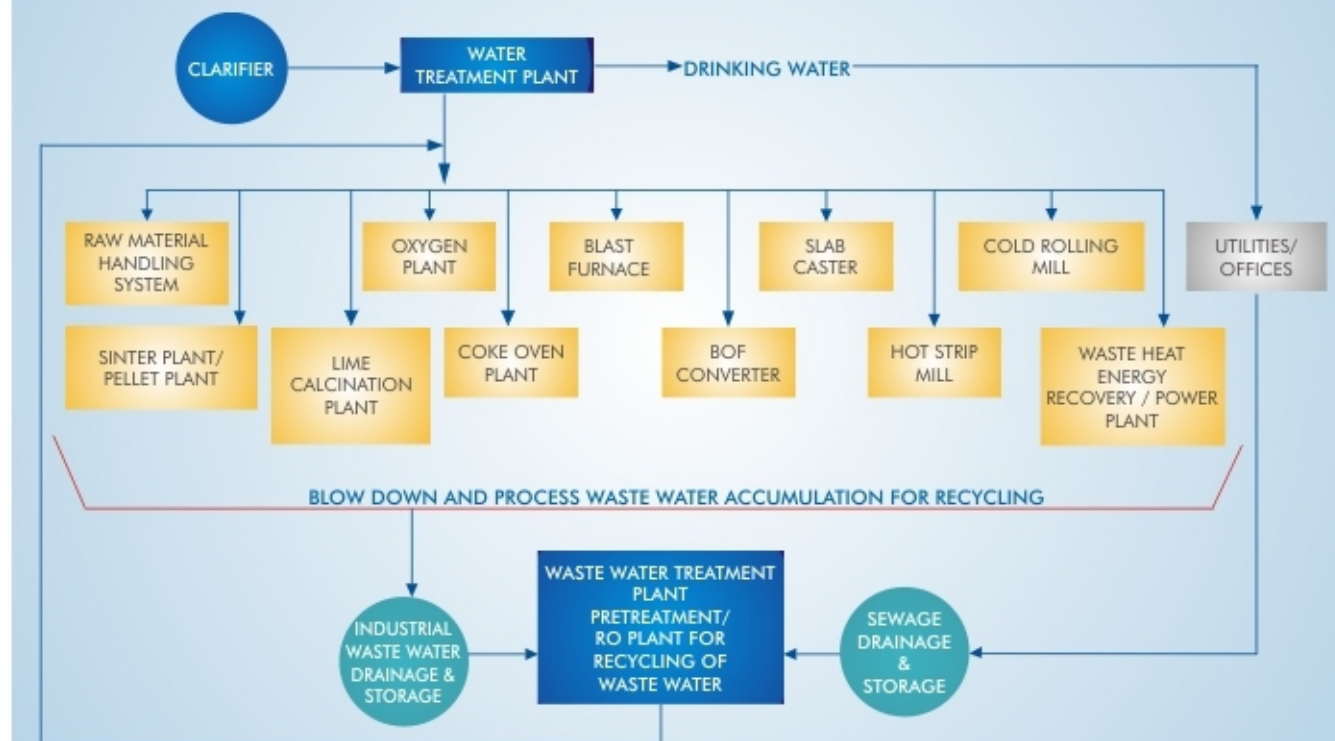 CLARIFIER
WATER
TREATMENT PLANT
DRINKING WATER
RAW MATERIAL
HANDLING
SYSTEM
OXYGEN
PLANT
BLAST
FURNACE
SLAB
CASTER
COLD ROLLING
MILL
UTILITIES/
OFFICES
SINTER PLANT/
PELLET PLANT
LIME
CALCINATION
PLANT
COKE OVEN
PLANT
BOF
CONVERTER
HOT STRIP
MILL
WASTE HEAT
ENERGY
RECOVERY / POWER
PLANT
BLOW DOWN AND PROCESS WASTE WATER ACCUMULATION FOR RECYCLING
INDUSTRIAL
WASTE WATER
DRAINAGE &
STORAGE
WASTE WATER TREATMENT
PLANT
PRETREATMENT/
RO PLANT FOR
RECYCLING OF
WASTE WATER
SEWAGE
DRAINAGE
&
STORAGE